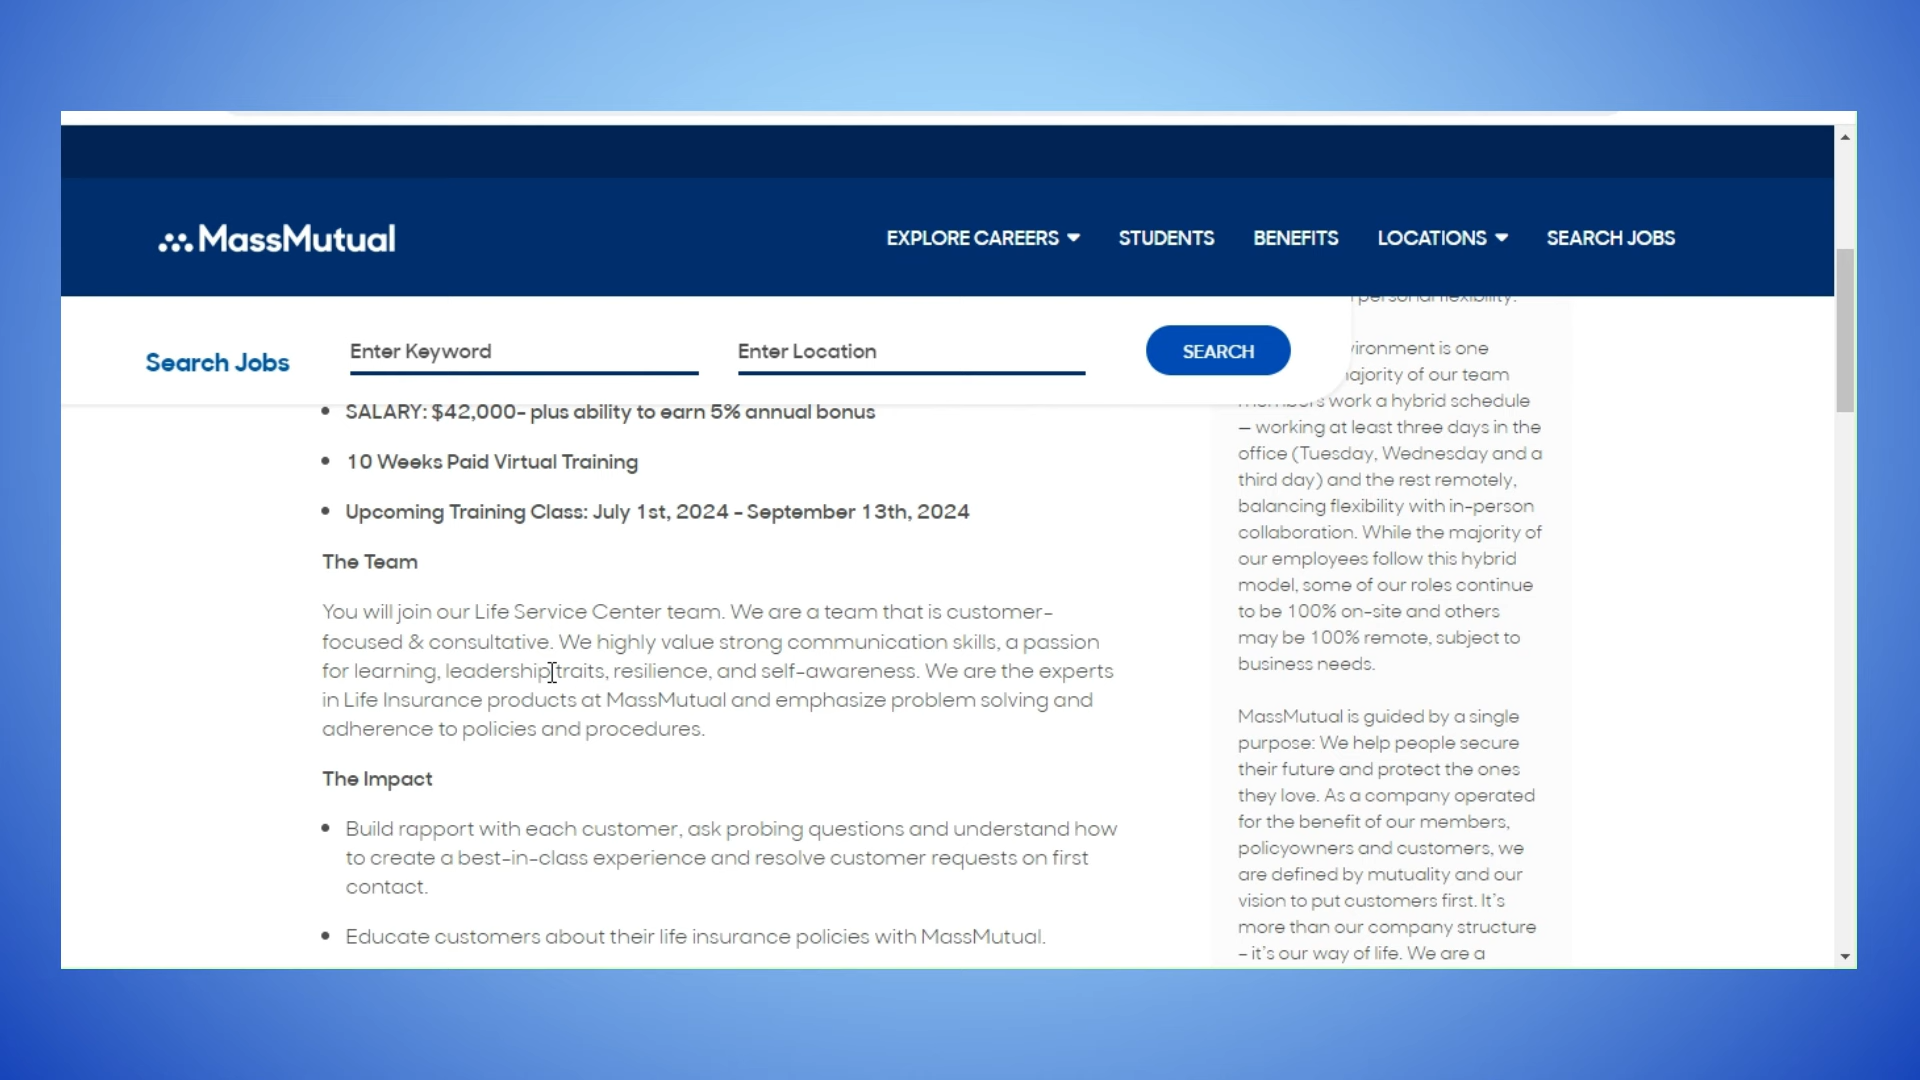 MassMutual
EXPLORE CAREERS
STUDENTS
BENEFITS
LOCATIONS
SEARCH JOBS
Search Jobs
Enter Keyword
Enter Location
SEARCH
• SALARY: $42,000- plus ability to earn 5% annual bonus
• 10 Weeks Paid Virtual Training
• Upcoming Training Class: July 1st, 2024 - September 13th, 2024
The Team
You will join our Life Service Center team. We are a team that is customer-
focused & consultative. We highly value strong communication skills, a passion
for learning, leadership traits, resilience, and self-awareness. We are the experts
in Life Insurance products at MassMutual and emphasize problem solving and
adherence to policies and procedures.
The Impact
• Build rapport with each customer, ask probing questions and understand how
to create a best-in-class experience and resolve customer requests on first
contact.
• Educate customers about their life insurance policies with MassMutual.
personal flexibility.
is one
of our team
work a hybrid schedule
– working at least three days in the
office (Tuesday, Wednesday and a
third day) and the rest remotely,
balancing flexibility with in-person
collaboration. While the majority of
our employees follow this hybrid
model, some of our roles continue
to be 100% on-site and others
may be 100% remote, subject to
business needs.
MassMutual is guided by a single
purpose: We help people secure
their future and protect the ones
they love. As a company operated
for the benefit of our members,
policyowners and customers, we
are defined by mutuality and our
vision to put customers first. It's
more than our company structure
– it's our way of life. We are a